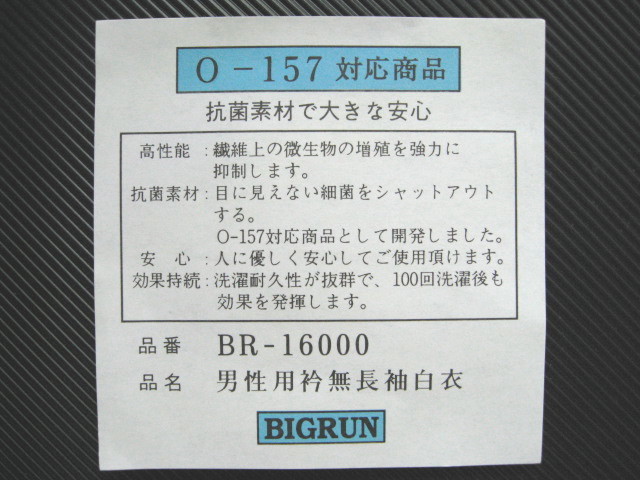 O-157 対応商品
抗菌素材で大きな安心
高性能：繊維上の微生物の増殖を強力に
抑制します。
抗菌素材：目に見えない細菌をシャットアウト
する。
O-157対応商品として開発しました。
安　心：人に優しく安心してご使用頂けます。
効果持続：洗濯耐久性が抜群で、100回洗濯後も
効果を発揮します。
品番 BR-16000
品名 男性用衿無長袖白衣
BIGRUN